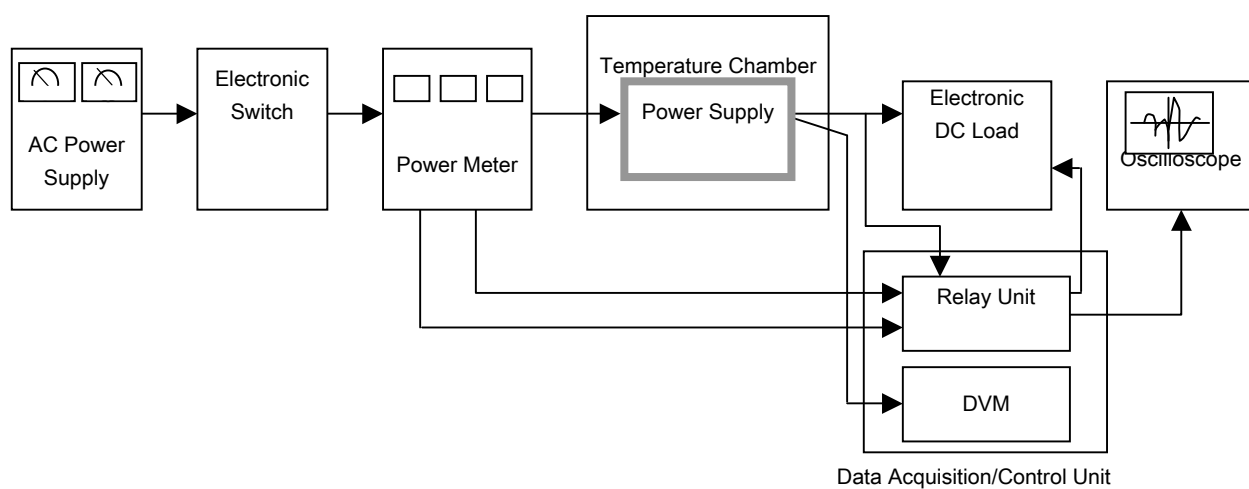 AC Power
Supply
Electronic
Switch
Power Meter
Temperature Chamber
Power Supply
Electronic
DC Load
Oscilloscope
Relay Unit
DVM
Data Acquisition/Control Unit